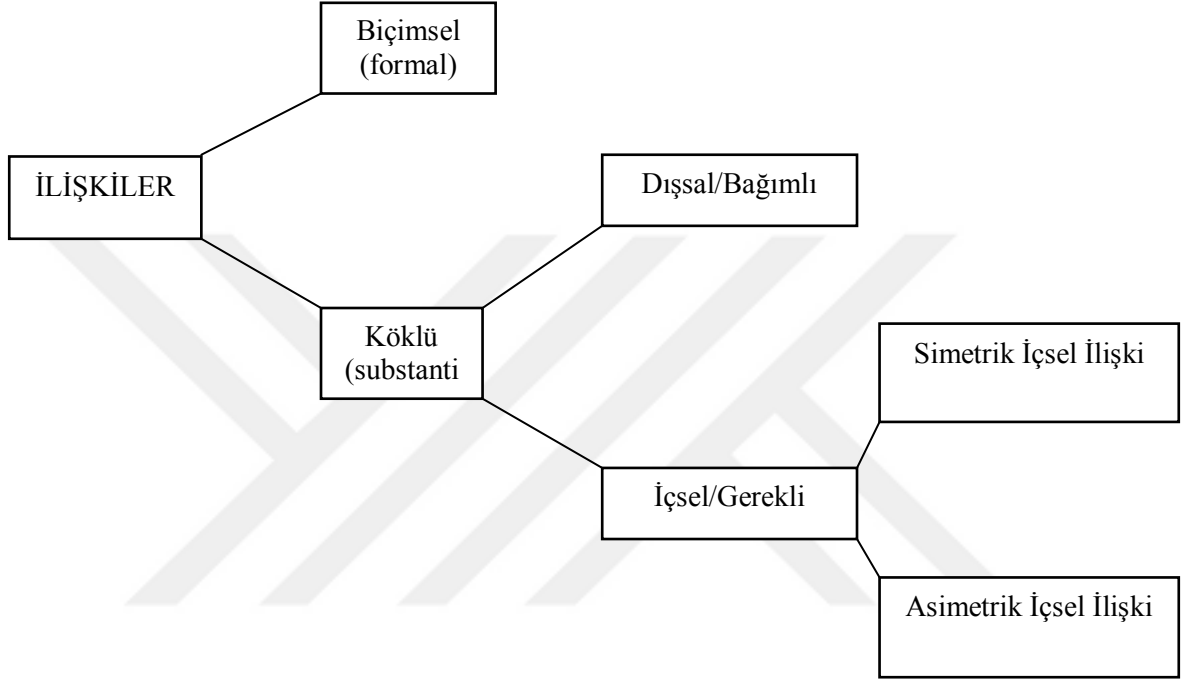 Biçimsel
(formal)
İLİŞKİLER
Dışsal/Bağımlı
Köklü
(substanti
Simetrik İçsel İlişki
İçsel/Gerekli
Asimetrik İçsel İlişki